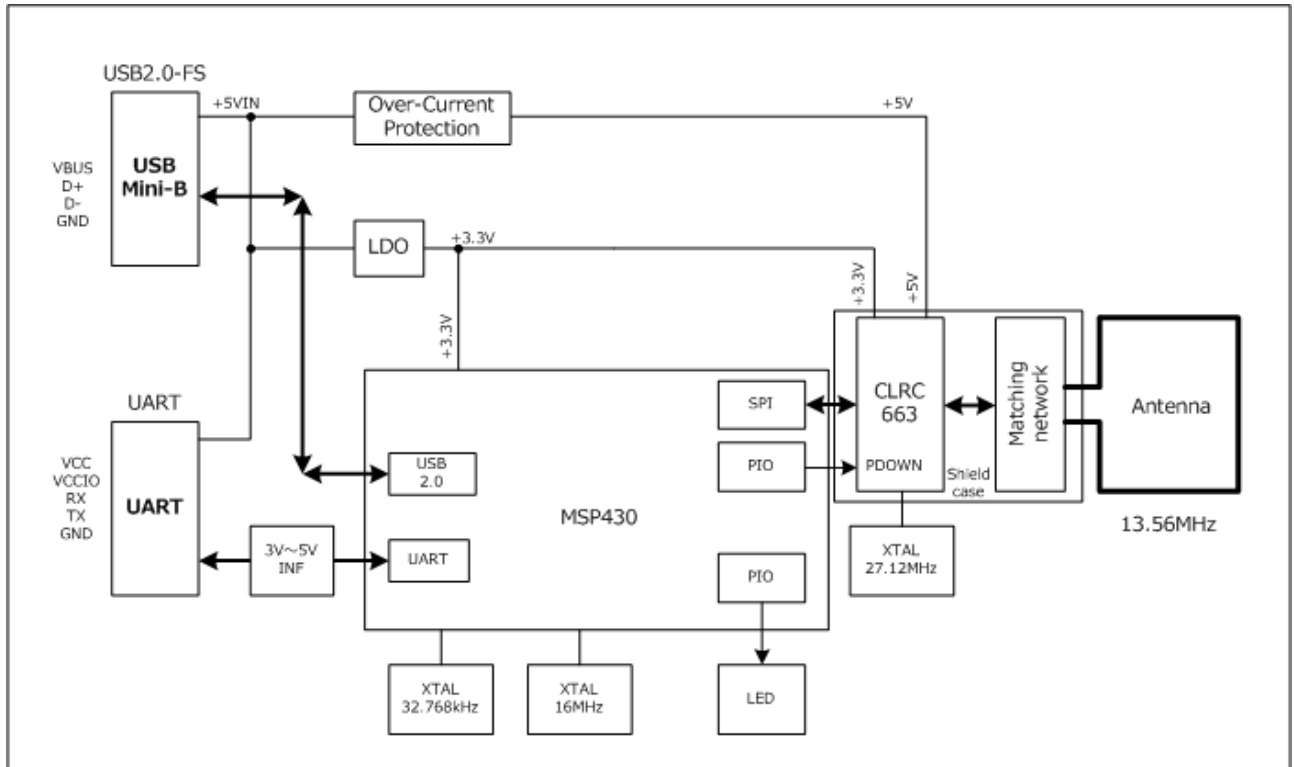 USB2.0-FS
+5VIN
Over-Current
Protection
+5V
VBUS
D+
D-
GND
USB
Mini-B
LDO
+3.3V
+3.3V
+5V
+3.3V
UART
VCC
VCCIO
RX
TX
GND
UART
3V～5V
INF
USB
2.0
UART
MSP430
SPI
PIO
PIO
CLRC
663
PDOWN
Shield
case
Matching
network
Antenna
13.56MHz
XTAL
27.12MHz
XTAL
32.768kHz
XTAL
16MHz
LED